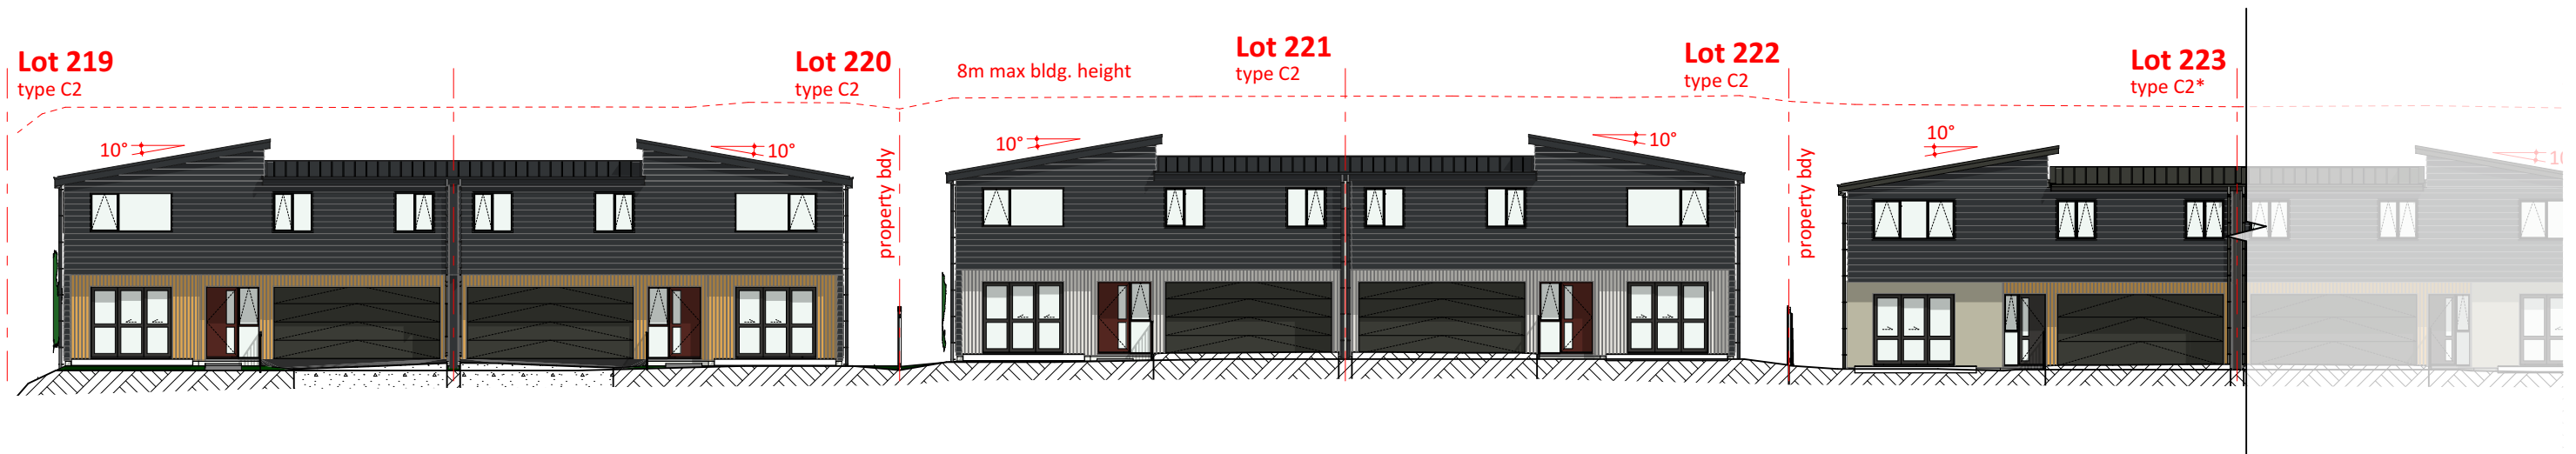 Lot 219
type C2
Lot 220
type C2
8m max bldg. height
Lot 221
type C2
Lot 222
type C2
Lot 223
type C2*
10°
10°
property bdy
10°
10°
property bdy
10°